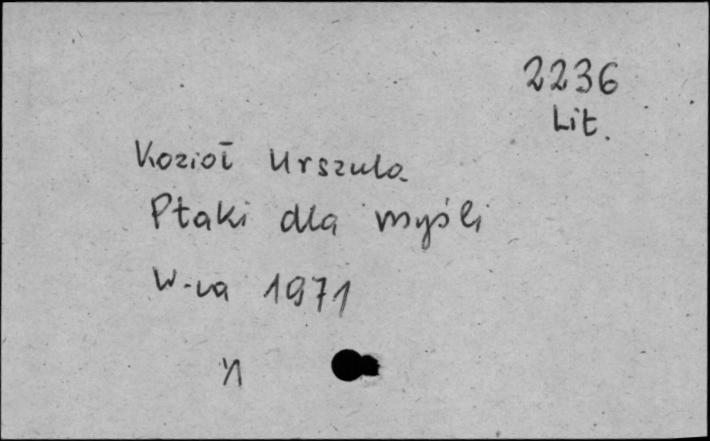 2236
Lit.
Kozioł Urszula
Ptaki dla myśli
W-wa 1971